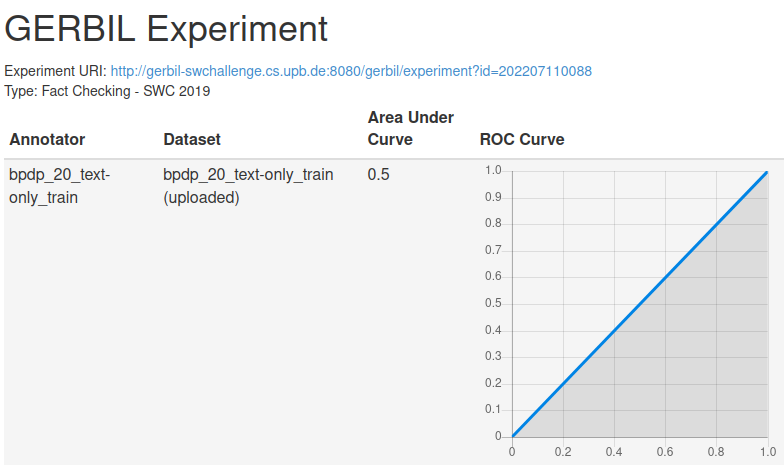 GERBIL Experiment
Experiment URI: http://gerbil-swchallenge.cs.upb.de:8080/gerbil/experiment?id=202207110088
Type: Fact Checking - SWC 2019
Annotator Dataset Area Under Curve ROC Curve
bpdp_20_text-only_train bpdp_20_text-only_train (uploaded) 0.5
1.0
0.9
0.8
0.7
0.6
0.5
0.4
0.3
0.2
0.1
0
0 0.2 0.4 0.6 0.8 1.0